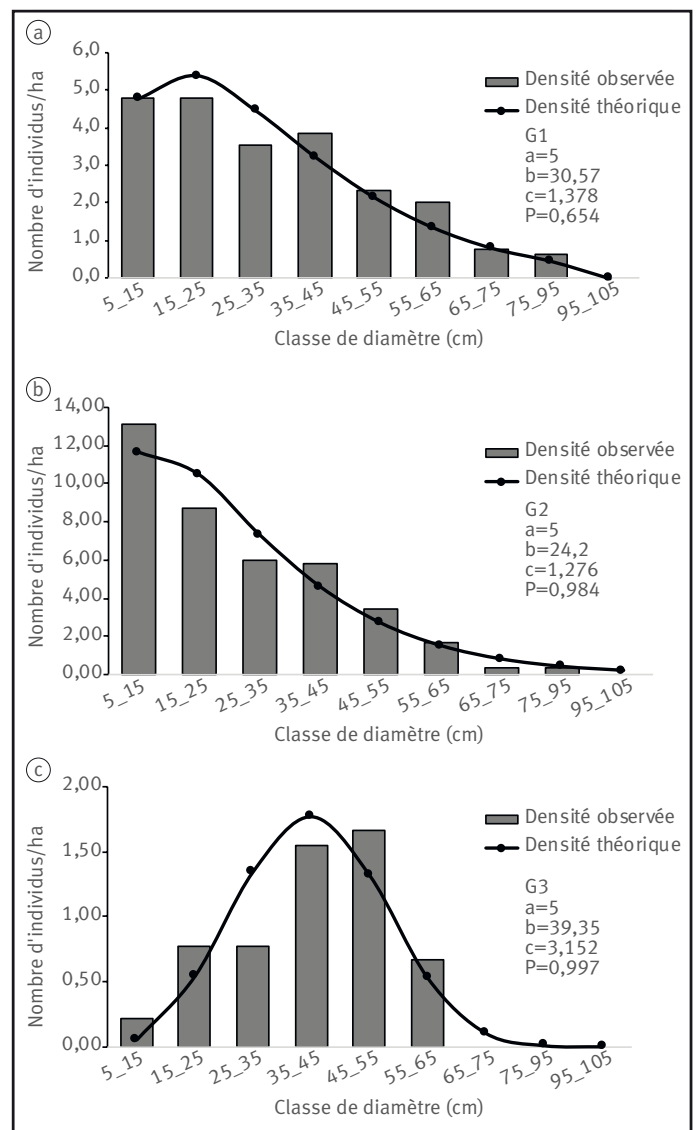 a
6,0
5,0
4,0
3,0
2,0
1,0
0,0
Nombre d'individus/ha
Densité observée
Densité théorique
G1
a=5
b=30,57
c=1,378
P=0,654
5_15 15_25 25_35 35_45 45_55 55_65 65_75 75_95 95_105
Classe de diamètre (cm)
b
14,00
12,00
10,00
8,00
6,00
4,00
2,00
0,00
Nombre d'individus/ha
Densité observée
Densité théorique
G2
a=5
b=24,2
c=1,276
P=0,984
5_15 15_25 25_35 35_45 45_55 55_65 65_75 75_95 95_105
Classe de diamètre (cm)
c
2,00
1,50
1,00
0,50
0,00
Nombre d'individus/ha
Densité observée
Densité théorique
G3
a=5
b=39,35
c=3,152
P=0,997
5_15 15_25 25_35 35_45 45_55 55_65 65_75 75_95 95_105
Classe de diamètre (cm)